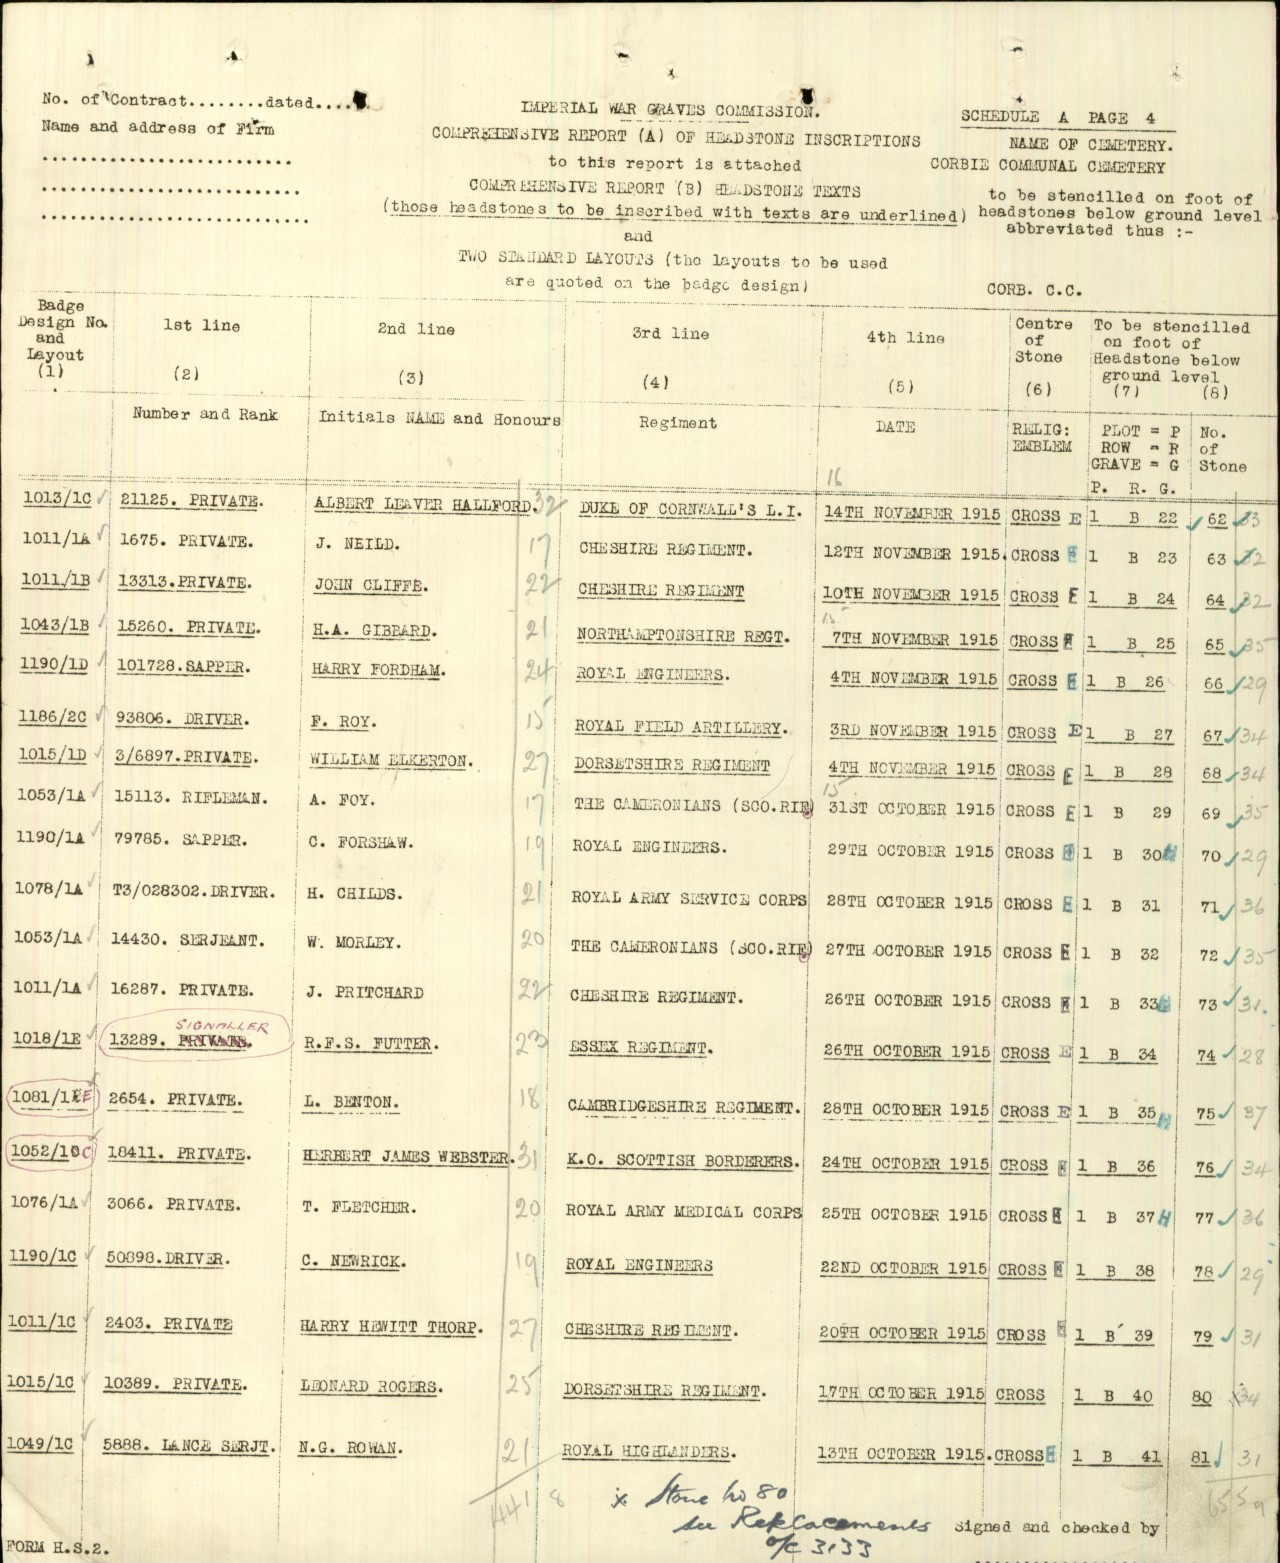 No. of Contract........dated....
Name and address of Firm
IMPERIAL WAR GRAVES COMMISSION.
COMPREHENSIVE REPORT (A) OF HEADSTONE INSCRIPTIONS
to this report is attached
COMPREHENSIVE REPORT (B) HEADSTONE TEXTS
(those headstones to be inscribed with texts are underlined)
and
TWO STANDARD LAYOUTS (the layouts to be used
are quoted on the badge design)
SCHEDULE A PAGE 4
NAME OF CEMETERY.
CORBIE COMMUNAL CEMETERY
to be stencilled on foot of
headstones below ground level
abbreviated thus :-
CORB. C.C.
Badge Design No. and Layout (1)
1st line (2)
2nd line (3)
3rd line (4)
4th line (5)
Centre of Stone (6)
To be stencilled on foot of Headstone below ground level (7) (8)
Number and Rank
Initials NAME and Honours
Regiment
DATE
RELIG: EMBLEM
PLOT = P ROW = R GRAVE = G
No. of Stone
P. R. G.
16
1013/1C 21125. PRIVATE. ALBERT LEAVER HALLFORD. 32 DUKE OF CORNWALL'S L.I. 14TH NOVEMBER 1915 CROSS E 1 B 22 62 33
1011/1A 1675. PRIVATE. J. NEILD. 17 CHESHIRE REGIMENT. 12TH NOVEMBER 1915. CROSS E 1 B 23 63 32
1011/1B 13313.PRIVATE. JOHN CLIFFE. 22 CHESHIRE REGIMENT 10TH NOVEMBER 1915 CROSS E 1 B 24 64 32
15
1043/1B 15260. PRIVATE. H.A. GIBBARD. 21 NORTHAMPTONSHIRE REGT. 7TH NOVEMBER 1915 CROSS E 1 B 25 65 35
1190/1D 101728.SAPPER. HARRY FORDHAM. 24 ROYAL ENGINEERS. 4TH NOVEMBER 1915 CROSS E 1 B 26 66 29
1186/2C 93806. DRIVER. F. ROY. 15 ROYAL FIELD ARTILLERY. 3RD NOVEMBER 1915 CROSS E 1 B 27 67 34
1015/1D 3/6897.PRIVATE. WILLIAM ELKERTON. 27 DORSETSHIRE REGIMENT 4TH NOVEMBER 1915 CROSS E 1 B 28 68 34
15
1053/1A 15113. RIFLEMAN. A. FOY. 17 THE CAMERONIANS (SCO.RIF) 31ST OCTOBER 1915 CROSS E 1 B 29 69 35
1190/1A 79785. SAPPER. C. FORSHAW. 19 ROYAL ENGINEERS. 29TH OCTOBER 1915 CROSS E 1 B 30 H 70 29
1078/1A T3/028302.DRIVER. H. CHILDS. 21 ROYAL ARMY SERVICE CORPS 28TH OCTOBER 1915 CROSS E 1 B 31 71 36
1053/1A 14430. SERJEANT. W. MORLEY. 20 THE CAMERONIANS (SCO.RIF) 27TH OCTOBER 1915 CROSS E 1 B 32 72 35
1011/1A 16287. PRIVATE. J. PRITCHARD 22 CHESHIRE REGIMENT. 26TH OCTOBER 1915 CROSS E 1 B 33 H 73 31.
SIGNALLER
1018/1E 13289. PRIVATE. R.F.S. FUTTER. 23 ESSEX REGIMENT. 26TH OCTOBER 1915 CROSS E 1 B 34 74 28
1081/1E 2654. PRIVATE. L. BENTON. 18 CAMBRIDGESHIRE REGIMENT. 28TH OCTOBER 1915 CROSS E 1 B 35 H 75 37
1052/1C 18411. PRIVATE. HERBERT JAMES WEBSTER. 31 K.O. SCOTTISH BORDERERS. 24TH OCTOBER 1915 CROSS E 1 B 36 76 34
1076/1A 3066. PRIVATE. T. FLETCHER. 20 ROYAL ARMY MEDICAL CORPS 25TH OCTOBER 1915 CROSS E 1 B 37 H 77 36
1190/1C 50898.DRIVER. C. NEWRICK. 19 ROYAL ENGINEERS 22ND OCTOBER 1915 CROSS E 1 B 38 78 29
1011/1C 2403. PRIVATE HARRY HEWITT THORP. 27 CHESHIRE REGIMENT. 20TH OCTOBER 1915 CROSS E 1 B 39 79 31
1015/1C 10389. PRIVATE. LEONARD ROGERS. 25 DORSETSHIRE REGIMENT. 17TH OCTOBER 1915 CROSS 1 B 40 80 x 34
1049/1C 5888. LANCE SERJT. N.G. ROWAN. 21 ROYAL HIGHLANDERS. 13TH OCTOBER 1915. CROSS E 1 B 41 81 31
441 8
x Stone No 80
see Replacements
o/c 3133
Signed and checked by
FORM H.S.2.